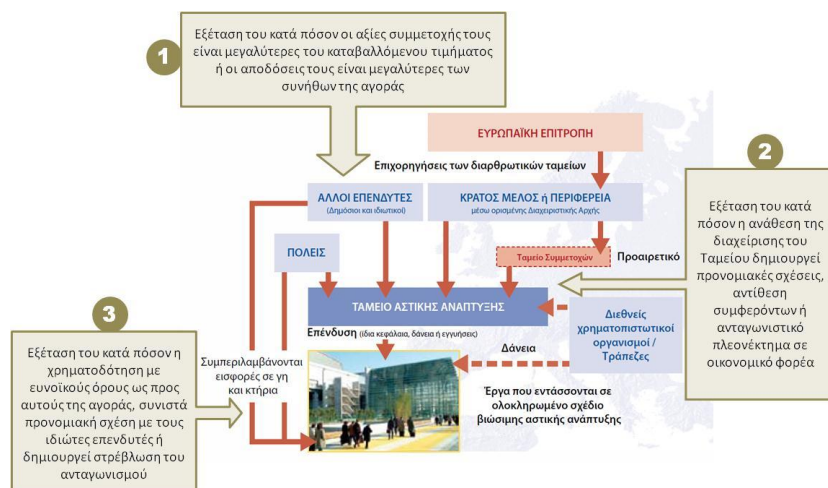 1
Εξέταση του κατά πόσον οι αξίες συμμετοχής τους
είναι μεγαλύτερες του καταβαλλόμενου τιμήματος
ή οι αποδόσεις τους είναι μεγαλύτερες των
συνήθων της αγοράς
ΕΥΡΩΠΑΪΚΗ ΕΠΙΤΡΟΠΗ
Επιχορηγήσεις των διαρθρωτικών ταμείων
ΑΛΛΟΙ ΕΠΕΝΔΥΤΕΣ
(Δημόσιοι και ιδιωτικοί)
ΚΡΑΤΟΣ ΜΕΛΟΣ ή ΠΕΡΙΦΕΡΕΙΑ
μέσω ορισμένης Διαχειριστικής Αρχής
ΠΟΛΕΙΣ
Ταμείο Συμμετοχών
Προαιρετικό
ΤΑΜΕΙΟ ΑΣΤΙΚΗΣ ΑΝΑΠΤΥΞΗΣ
Επένδυση (ίδια κεφάλαια, δάνεια ή εγγυήσεις)
Διεθνείς
χρηματοπιστωτικοί
οργανισμοί /
Τράπεζες
Δάνεια
Συμπεριλαμβάνονται
εισφορές σε γη
και κτήρια
Έργα που εντάσσονται σε
ολοκληρωμένο σχέδιο
βιώσιμης αστικής ανάπτυξης
2
Εξέταση του κατά
πόσον η ανάθεση της
διαχείρισης του
Ταμείου δημιουργεί
προνομιακές σχέσεις,
αντίθεση
συμφερόντων ή
ανταγωνιστικό
πλεονέκτημα σε
οικονομικό φορέα
3
Εξέταση του κατά πόσον η
χρηματοδότηση με
ευνοϊκούς όρους ως προς
αυτούς της αγοράς, συνιστά
προνομιακή σχέση με τους
ιδιώτες επενδυτές ή
δημιουργεί στρέβλωση του
ανταγωνισμού